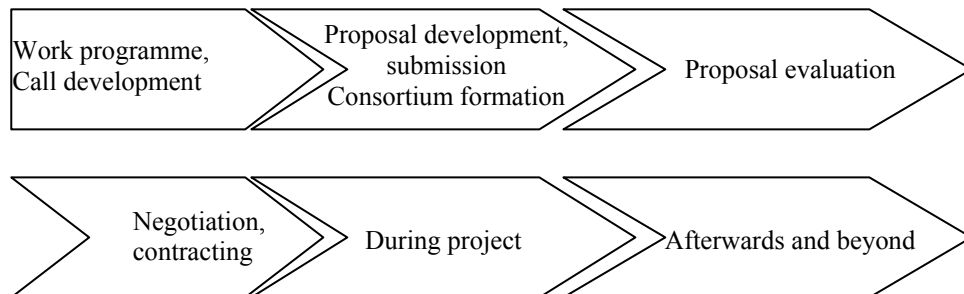 Work programme,
Call development
Proposal development,
submission
Consortium formation
Proposal evaluation
Negotiation,
contracting
During project
Afterwards and beyond